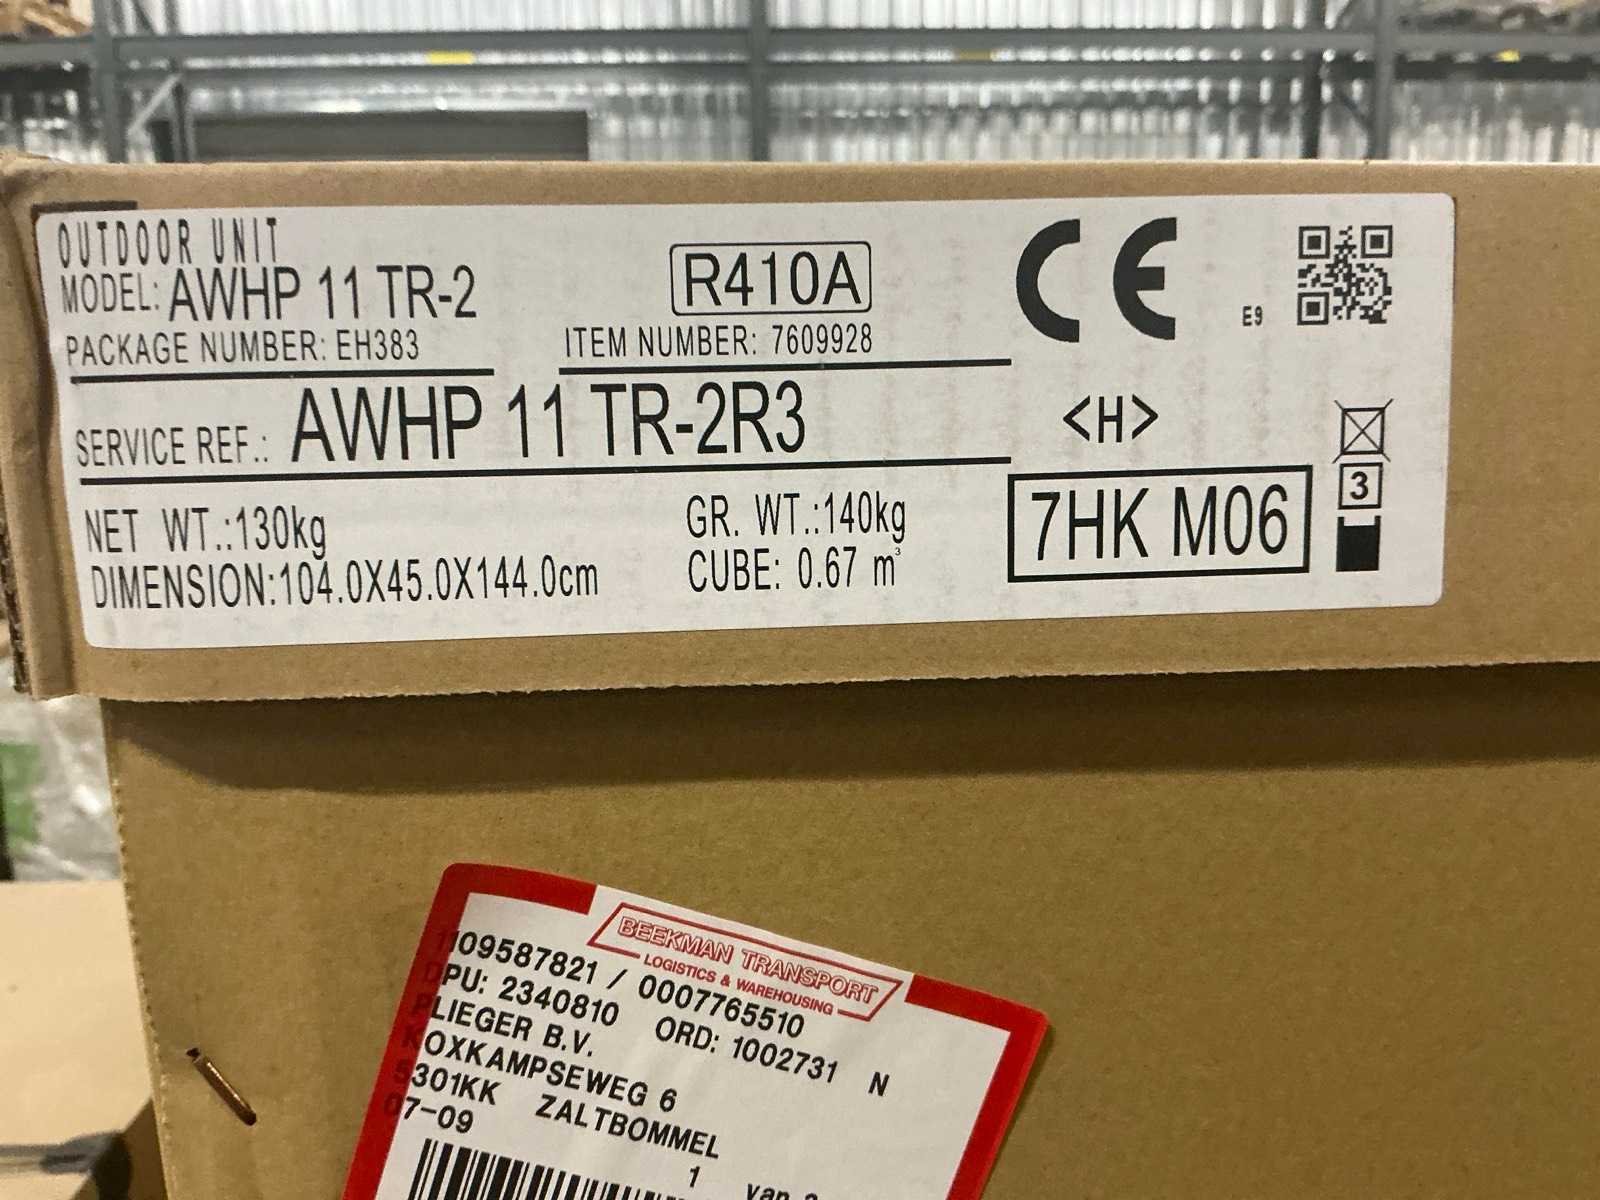 OUTDOOR UNIT
MODEL: AWHP 11 TR-2
R410A
CE
E9
PACKAGE NUMBER: EH383
ITEM NUMBER: 7609928
SERVICE REF.: AWHP 11 TR-2R3
<H>
3
NET WT.:130kg
GR. WT.:140kg
7HK M06
DIMENSION:104.0X45.0X144.0cm
CUBE: 0.67 m³
BEEKMAN TRANSPORT
LOGISTICS & WAREHOUSING
1109587821 / 0007765510
DPU: 2340810 ORD: 1002731 N
PLIEGER B.V.
KOXKAMPSEWEG 6
5301KK ZALTBOMMEL
07-09
1 van